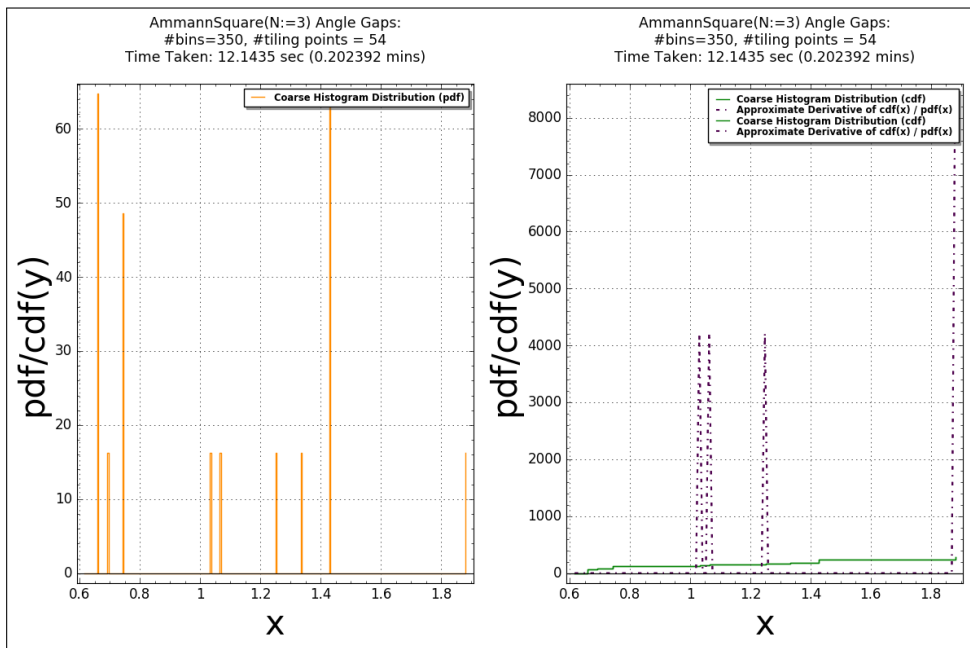 AmmannSquare(N:=3) Angle Gaps:
#bins=350, #tiling points = 54
Time Taken: 12.1435 sec (0.202392 mins)
Coarse Histogram Distribution (pdf)
60
50
40
30
20
10
0
0.6 0.8 1 1.2 1.4 1.6 1.8
pdf/cdf(y)
x
AmmannSquare(N:=3) Angle Gaps:
#bins=350, #tiling points = 54
Time Taken: 12.1435 sec (0.202392 mins)
Coarse Histogram Distribution (cdf)
Approximate Derivative of cdf(x) / pdf(x)
Coarse Histogram Distribution (cdf)
Approximate Derivative of cdf(x) / pdf(x)
8000
7000
6000
5000
4000
3000
2000
1000
0
0.6 0.8 1 1.2 1.4 1.6 1.8
pdf/cdf(y)
x